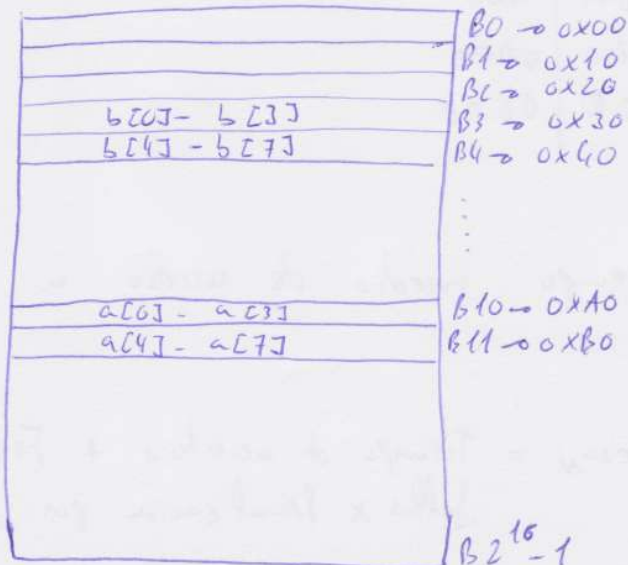 B0 → 0x00
B1 → 0x10
B2 → 0x20
b[0] - b[3] B3 → 0x30
b[4] - b[7] B4 → 0x40
a[0] - a[3] B10 → 0xA0
a[4] - a[7] B11 → 0xB0
B2^16-1